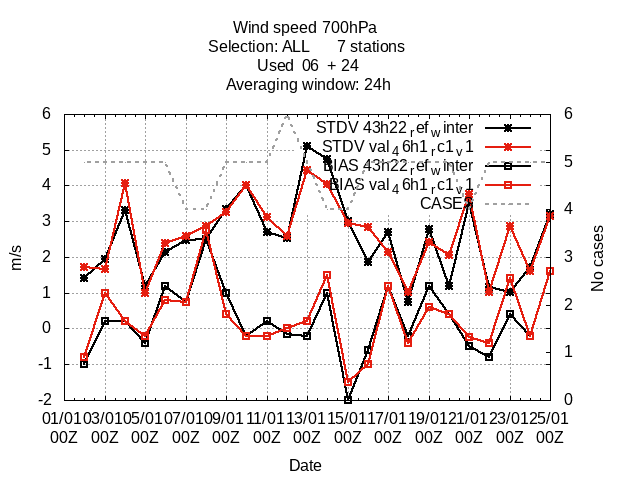 Wind speed 700hPa
Selection: ALL 7 stations
Used 06 + 24
Averaging window: 24h
STDV 43h22refwinter
STDV val46h1rc1v1
BIAS 43h22refwinter
BIAS val46h1rc1v1
CASES
6
5
4
3
2
1
0
-1
-2
m/s
6
5
4
3
2
1
0
No cases
01/01 03/01 05/01 07/01 09/01 11/01 13/01 15/01 17/01 19/01 21/01 23/01 25/01
00Z 00Z 00Z 00Z 00Z 00Z 00Z 00Z 00Z 00Z 00Z 00Z 00Z
Date